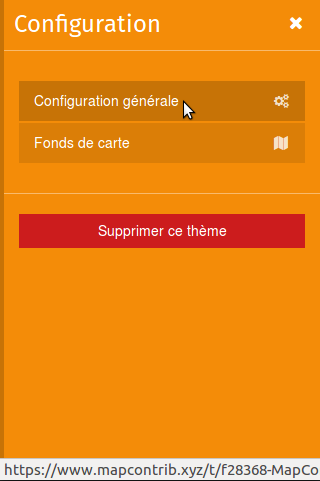 Configuration
Configuration générale
Fonds de carte
Supprimer ce thème
https://www.mapcontrib.xyz/t/f28368-MapCo